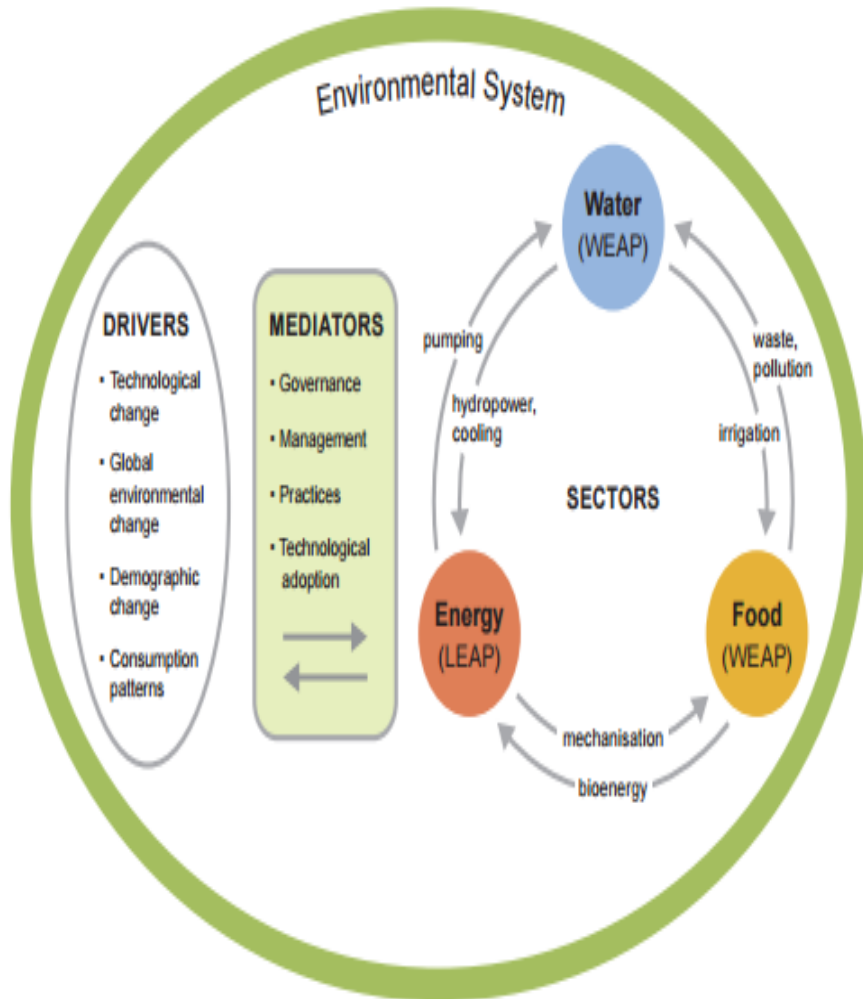 Environmental System
DRIVERS
• Technological
change
• Global
environmental
change
• Demographic
change
• Consumption
patterns
MEDIATORS
• Governance
• Management
• Practices
• Technological
adoption
Water
(WEAP)
pumping
hydropower,
cooling
waste,
pollution
irrigation
SECTORS
Energy
(LEAP)
Food
(WEAP)
mechanisation
bioenergy